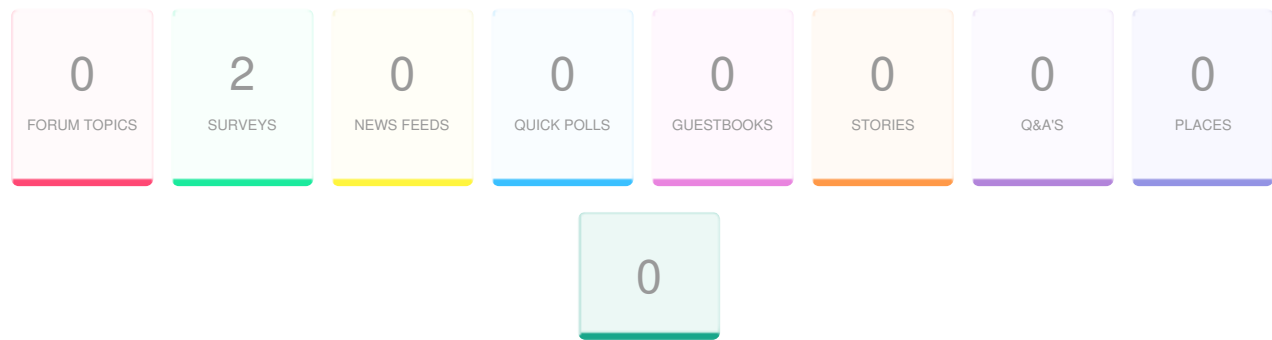 0 2 0 0 0 0 0 0
FORUM TOPICS SURVEYS NEWS FEEDS QUICK POLLS GUESTBOOKS STORIES Q&A'S PLACES
0